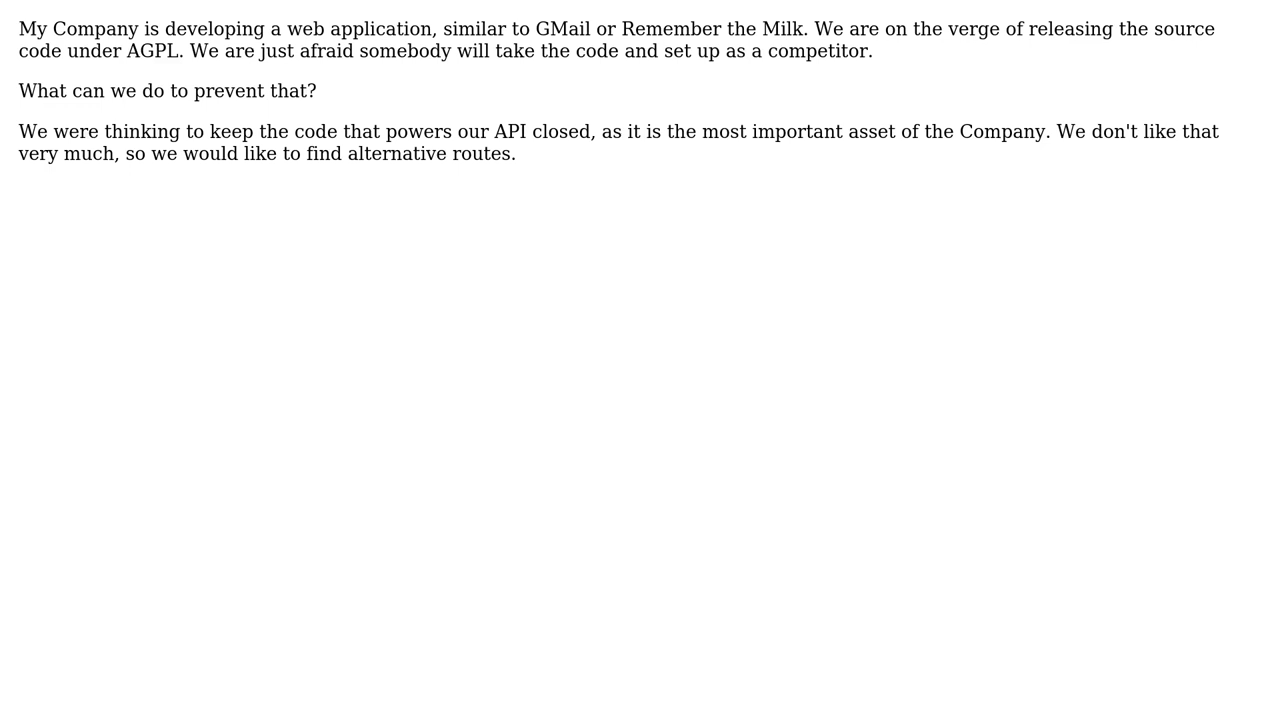 My Company is developing a web application, similar to GMail or Remember the Milk. We are on the verge of releasing the source
code under AGPL. We are just afraid somebody will take the code and set up as a competitor.
What can we do to prevent that?
We were thinking to keep the code that powers our API closed, as it is the most important asset of the Company. We don't like that
very much, so we would like to find alternative routes.